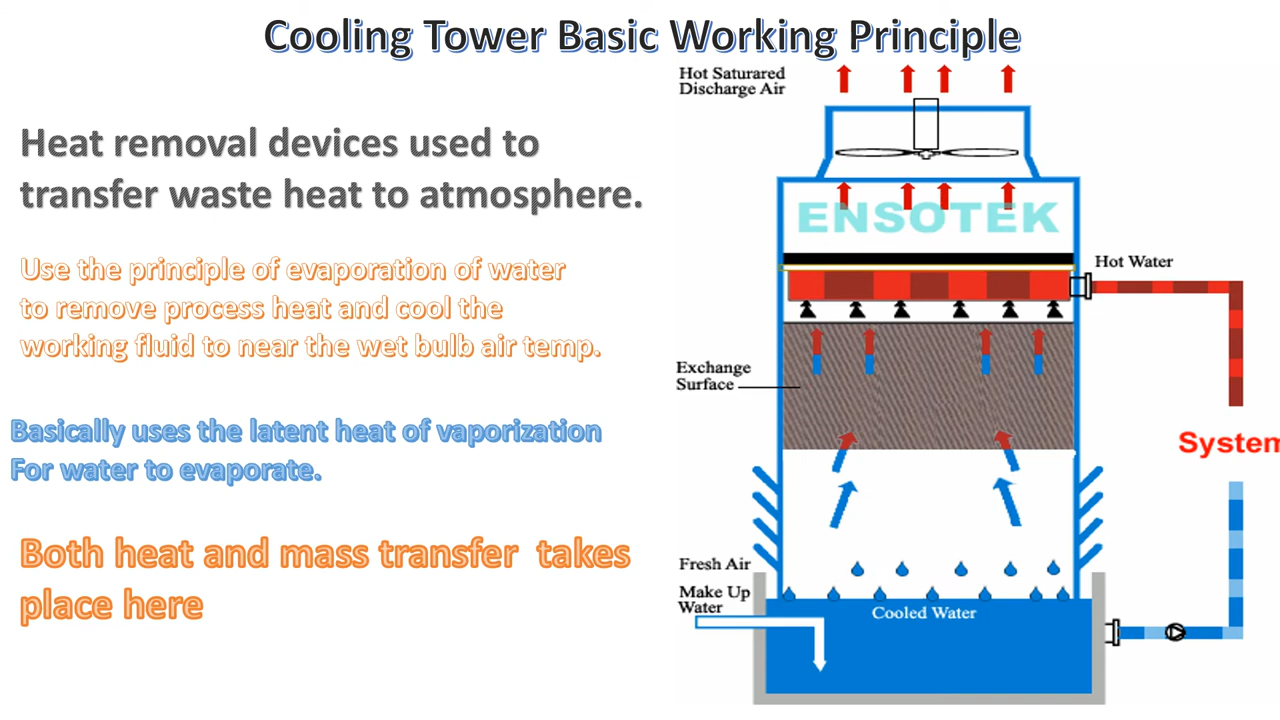 Cooling Tower Basic Working Principle
Heat removal devices used to
transfer waste heat to atmosphere.
Use the principle of evaporation of water
to remove process heat and cool the
working fluid to near the wet bulb air temp.
Basically uses the latent heat of vaporization
For water to evaporate.
Both heat and mass transfer takes
place here
Hot Saturared
Discharge Air
ENSOTEK
Hot Water
Exchange
Surface
System
Fresh Air
Make Up
Water
Cooled Water